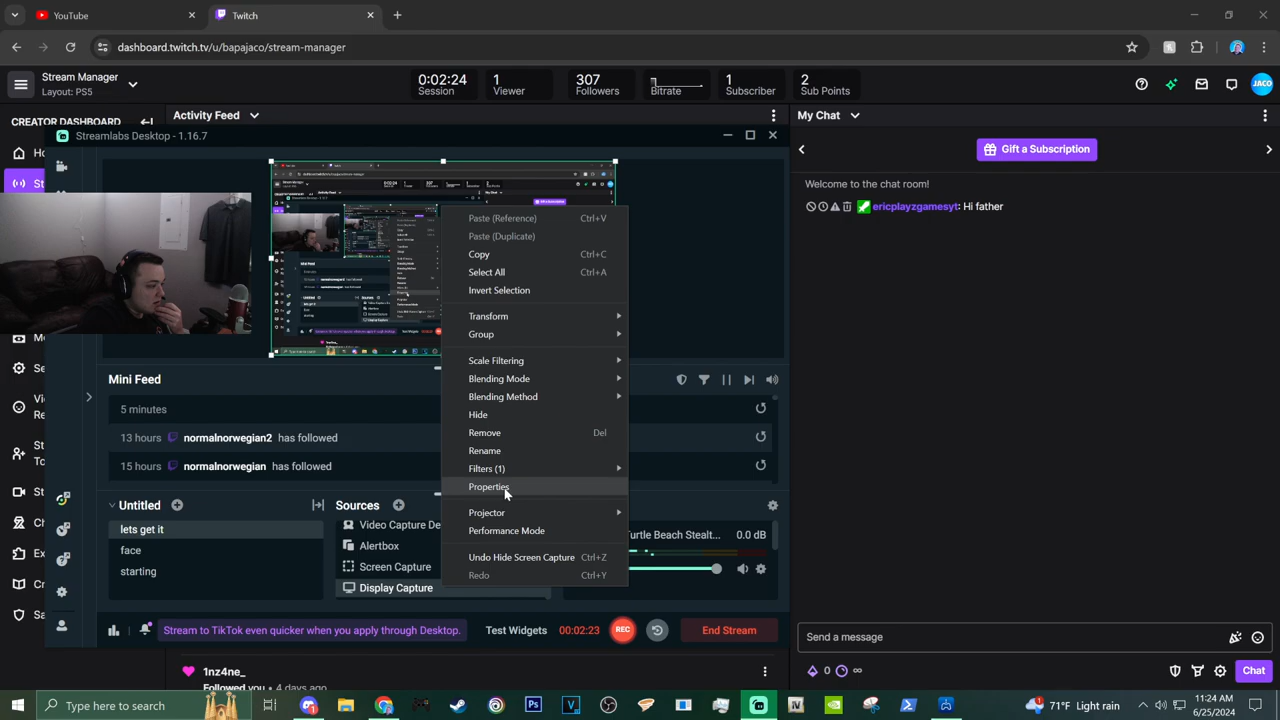 YouTube
Twitch
dashboard.twitch.tv/u/bapajaco/stream-manager
Stream Manager
Layout: PS5
0:02:24
Session
1
Viewer
307
Followers
Bitrate
1
Subscriber
2
Sub Points
JACO
CREATOR DASHBOARD
Activity Feed
My Chat
Streamlabs Desktop - 1.16.7
Gift a Subscription
Welcome to the chat room!
ericplayzgamesyt: Hi father
Paste (Reference) Ctrl+V
Paste (Duplicate)
Copy Ctrl+C
Select All Ctrl+A
Invert Selection
Transform
Group
Scale Filtering
Blending Mode
Blending Method
Hide
Remove Del
Rename
Filters (1)
Properties
Projector
Performance Mode
Undo Hide Screen Capture Ctrl+Z
Redo Ctrl+Y
Mini Feed
5 minutes
13 hours normalnorwegian2 has followed
15 hours normalnorwegian has followed
Untitled
lets get it
face
starting
Sources
Video Capture De
Alertbox
Screen Capture
Display Capture
urtle Beach Stealt... 0.0 dB
Stream to TikTok even quicker when you apply through Desktop.
Test Widgets
00:02:23
REC
End Stream
Send a message
0
Chat
1nz4ne_
Followed you • 4 days ago
Type here to search
71°F Light rain
11:24 AM
6/25/2024